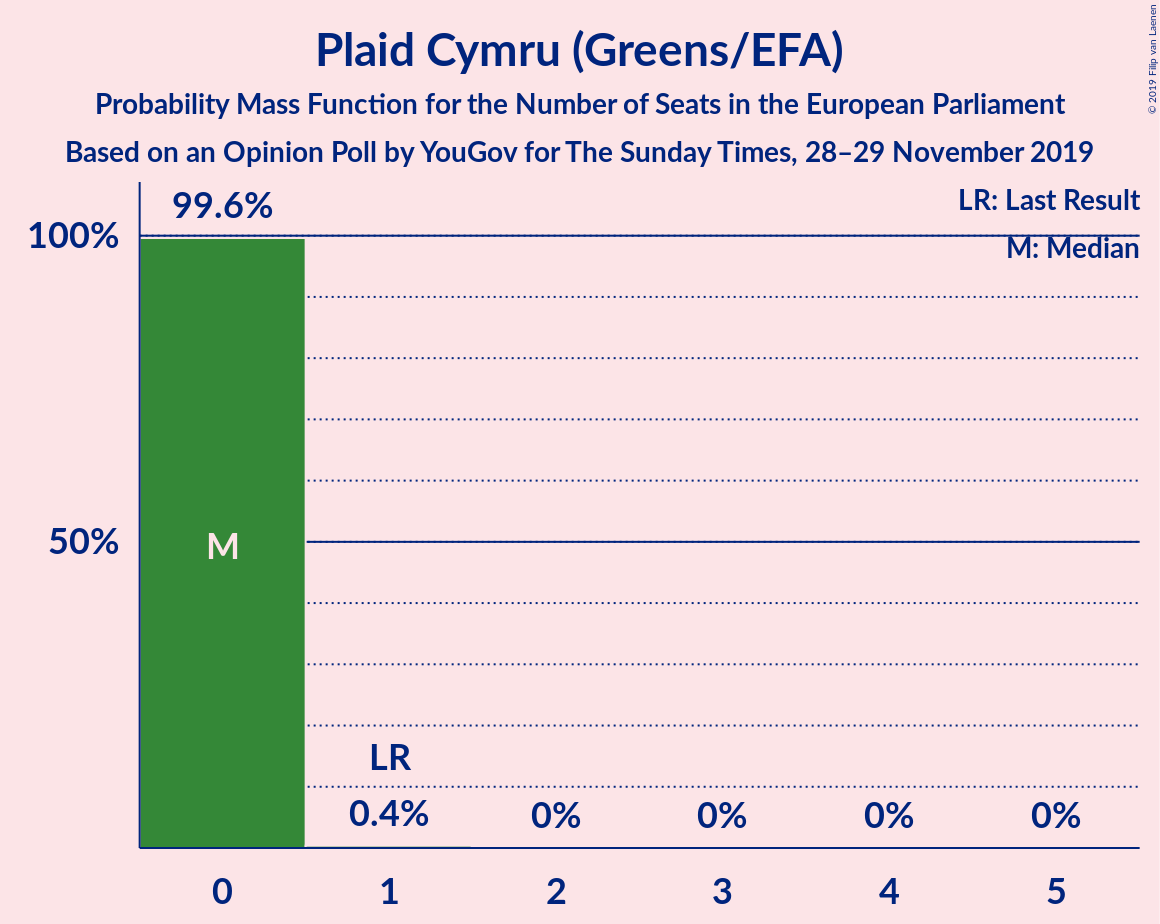 Plaid Cymru (Greens/EFA)
Probability Mass Function for the Number of Seats in the European Parliament
Based on an Opinion Poll by YouGov for The Sunday Times, 28–29 November 2019
© 2019 Filip van Laenen
LR: Last Result
M: Median
99.6%
100%
50%
M
LR
0.4%
0%
0%
0%
0%
0 1 2 3 4 5